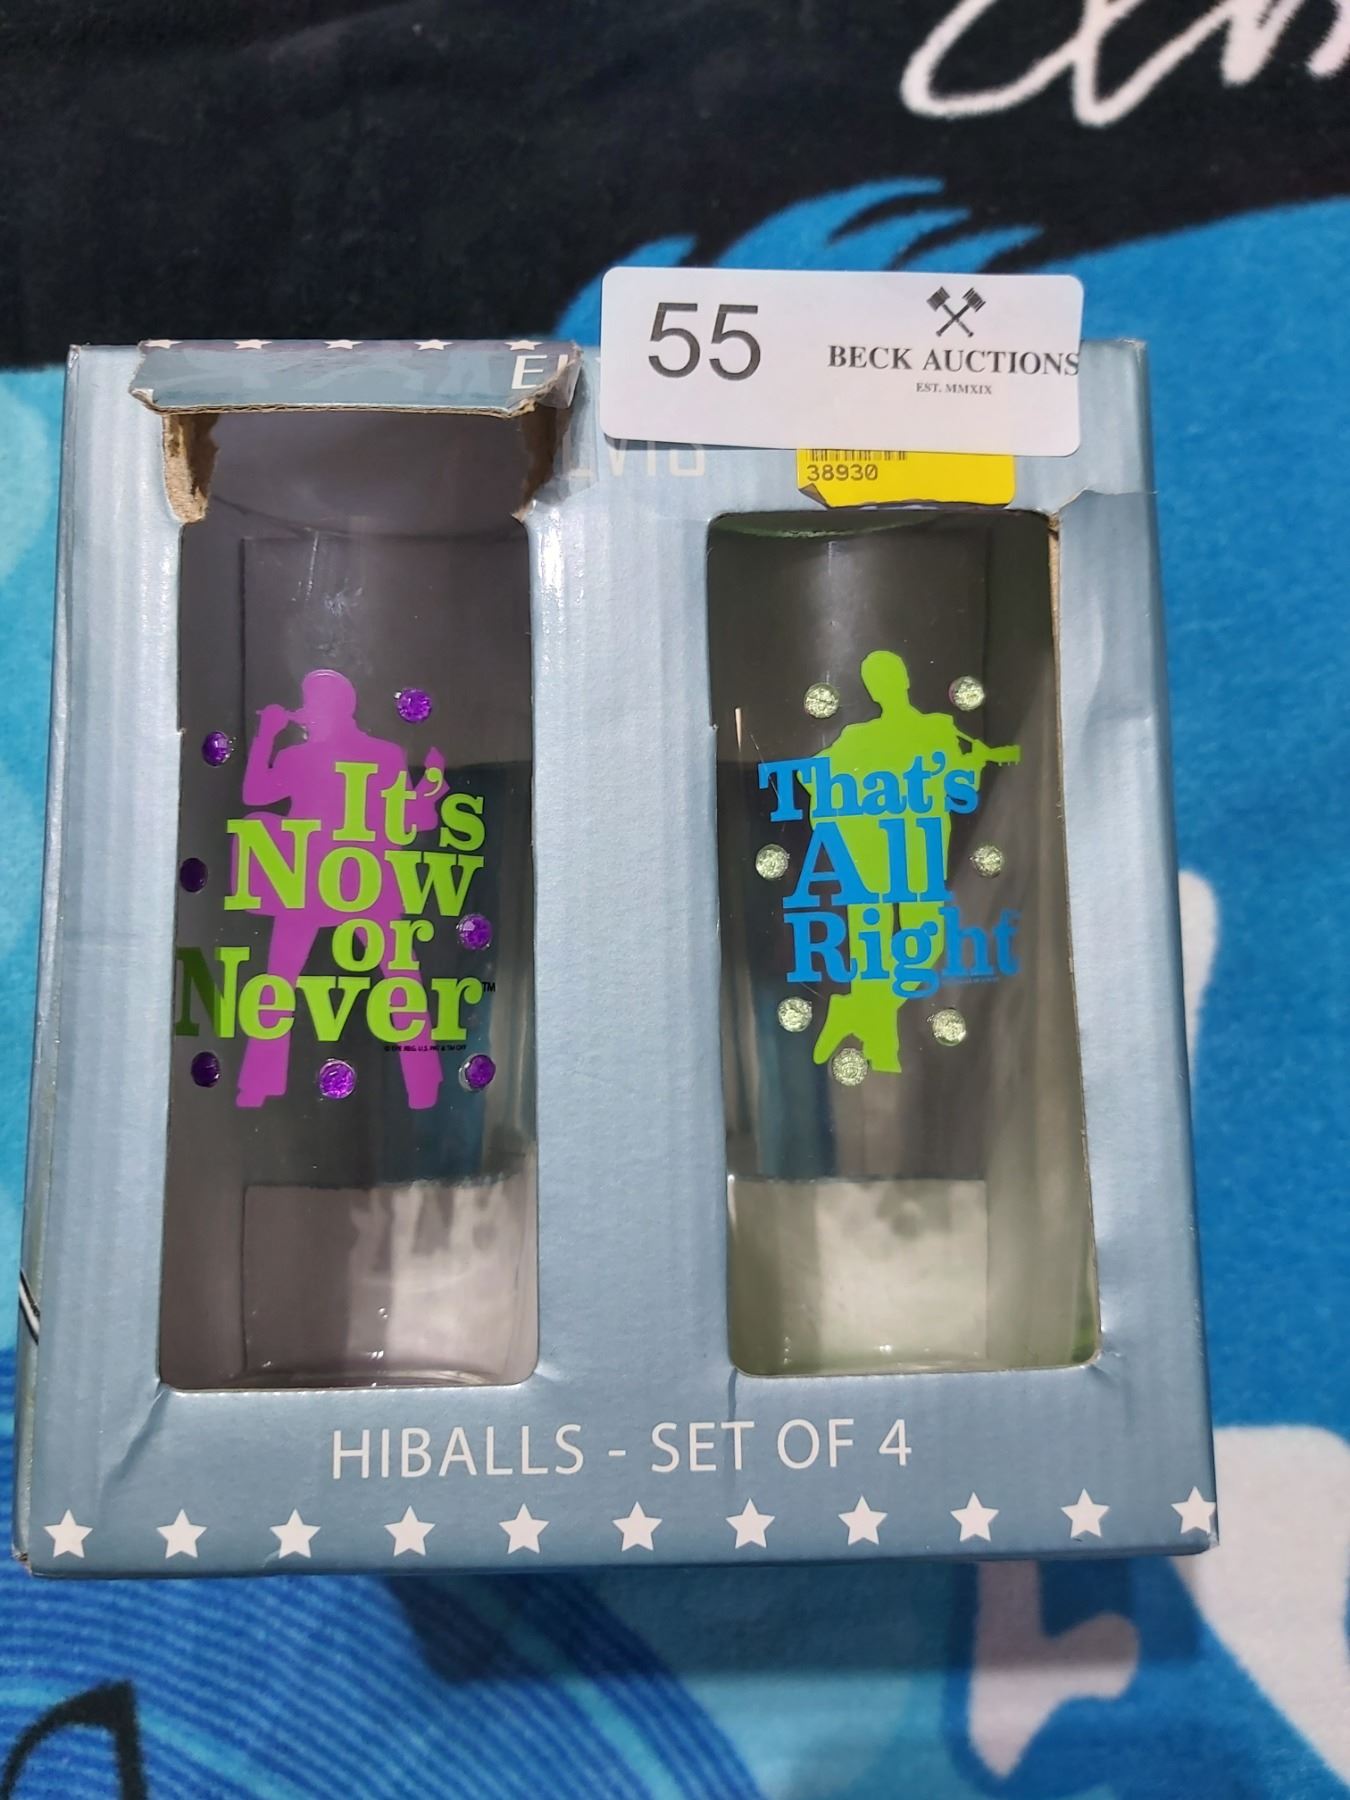 55
BECK AUCTIONS
EST. MMXIX
38930
It's
Now
or
Never™
That's
All
Right
HIBALLS - SET OF 4